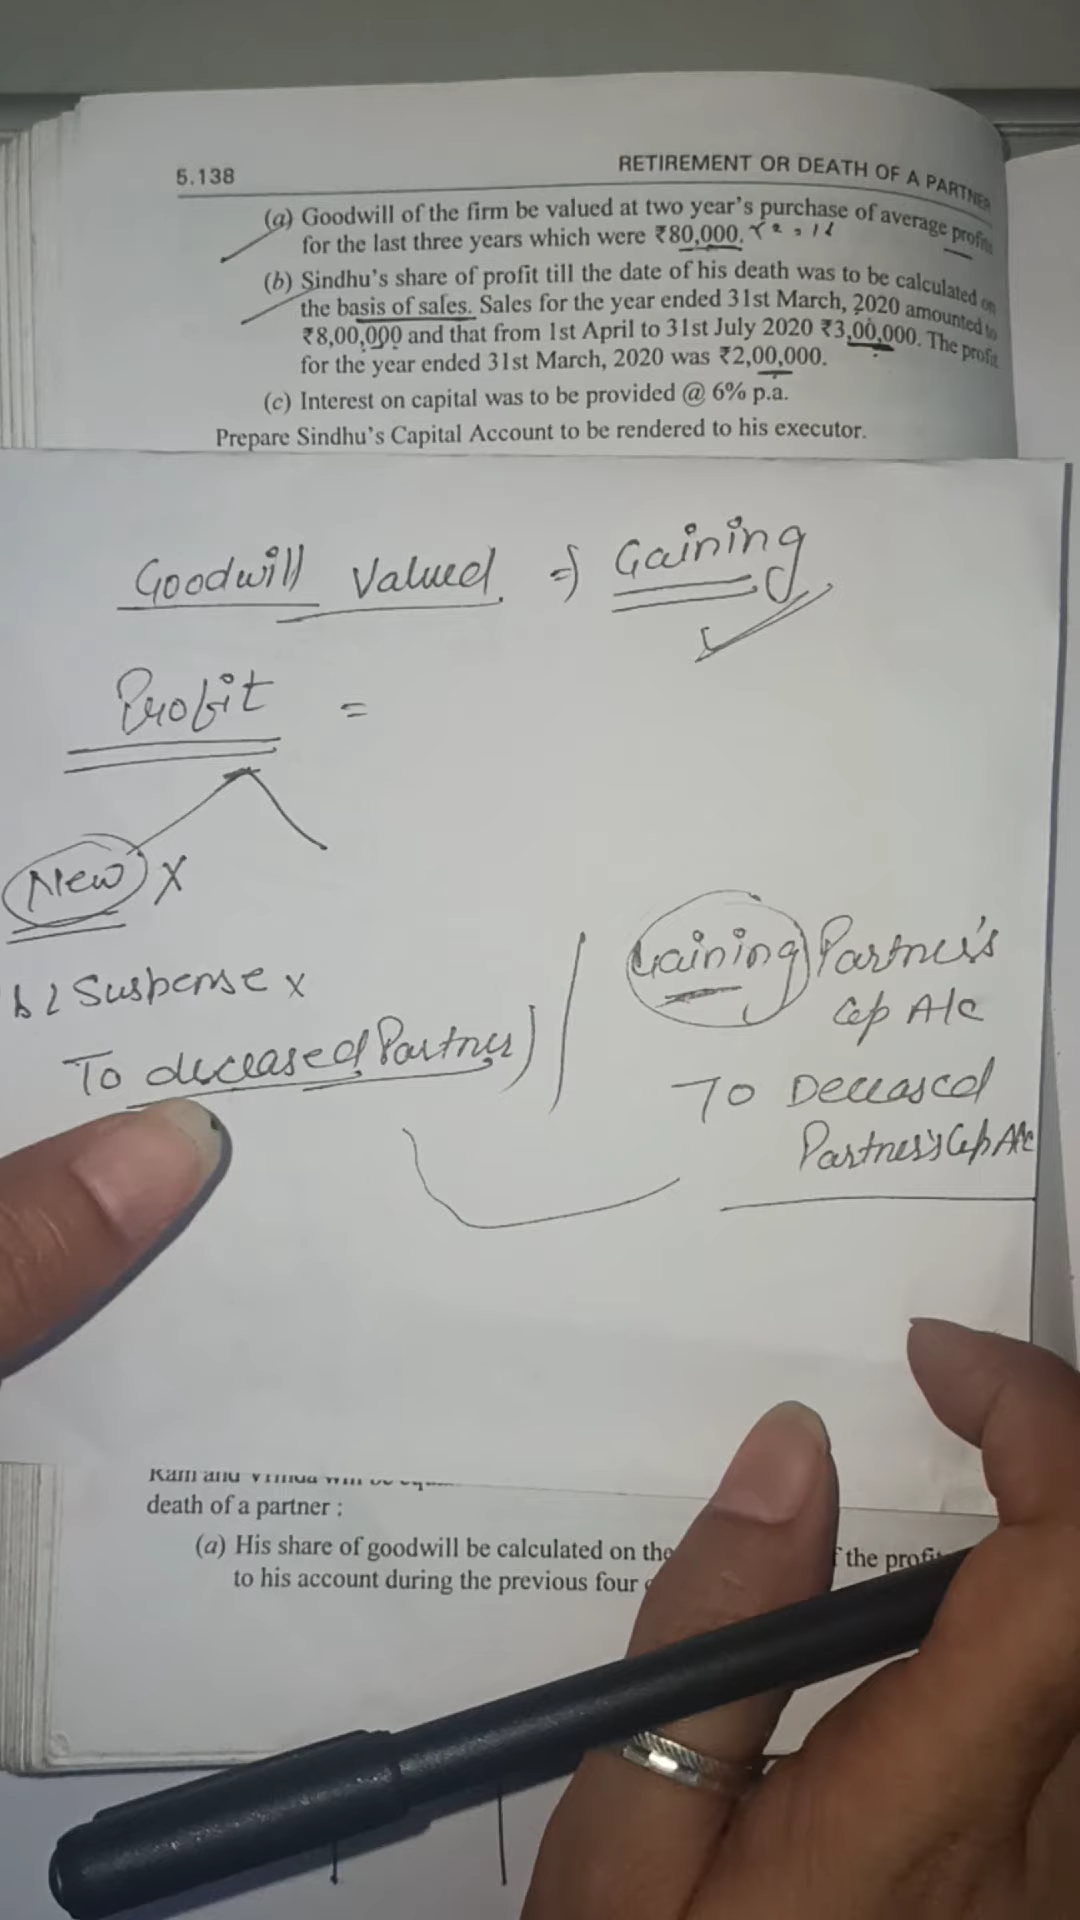 5.138
RETIREMENT OR DEATH OF A PARTNER
(a) Goodwill of the firm be valued at two year's purchase of average profits
for the last three years which were ₹80,000.
(b) Sindhu's share of profit till the date of his death was to be calculated on
the basis of sales. Sales for the year ended 31st March, 2020 amounted to
₹8,00,000 and that from 1st April to 31st July 2020 ₹3,00,000. The profit
for the year ended 31st March, 2020 was ₹2,00,000.
(c) Interest on capital was to be provided @ 6% p.a.
Prepare Sindhu's Capital Account to be rendered to his executor.
Goodwill Valued ⇒ Gaining
Profit =
New X
Suspense x
To deceased Partner
Gaining Partner's
Cap A/c
To Deceased
Partner's Cap A/c
death of a partner :
(a) His share of goodwill be calculated on the
the profit
to his account during the previous four